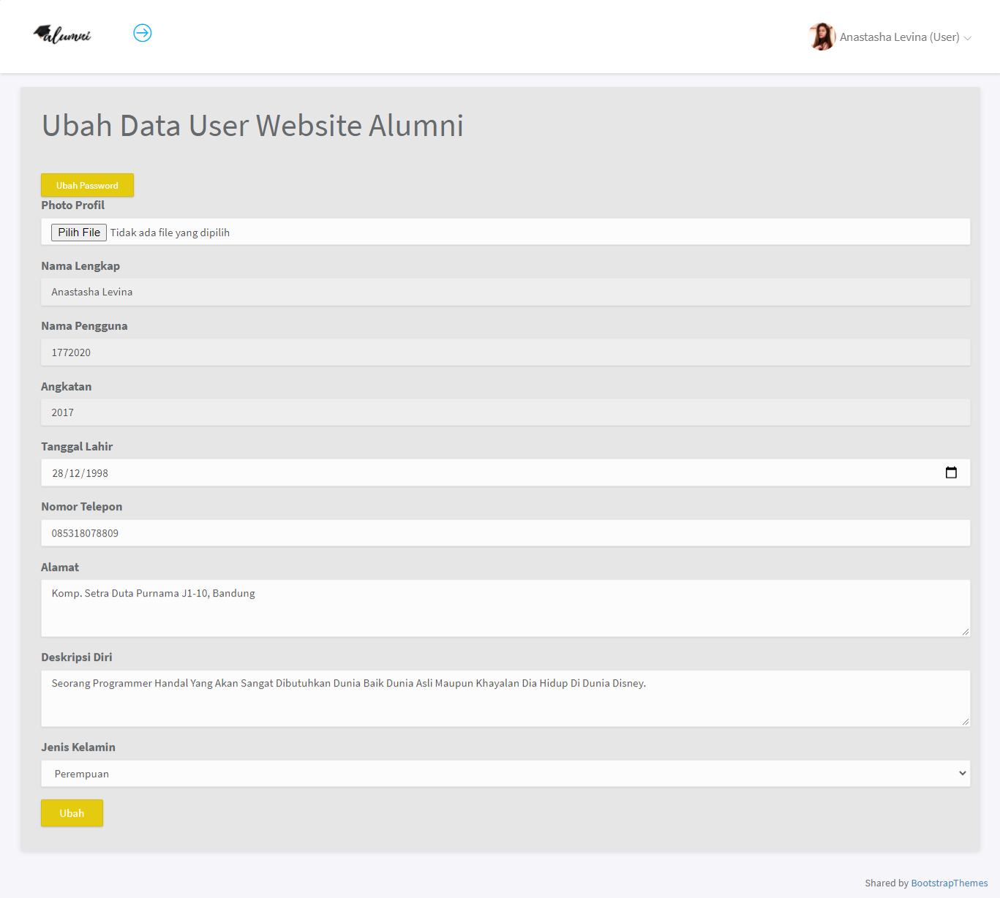 alumni
Anastasha Levina (User)
Ubah Data User Website Alumni
Ubah Password
Photo Profil
Pilih File Tidak ada file yang dipilih
Nama Lengkap
Anastasha Levina
Nama Pengguna
1772020
Angkatan
2017
Tanggal Lahir
28/12/1998
Nomor Telepon
085318078809
Alamat
Komp. Setra Duta Purnama J1-10, Bandung
Deskripsi Diri
Seorang Programmer Handal Yang Akan Sangat Dibutuhkan Dunia Baik Dunia Asli Maupun Khayalan Dia Hidup Di Dunia Disney.
Jenis Kelamin
Perempuan
Ubah
Shared by BootstrapThemes